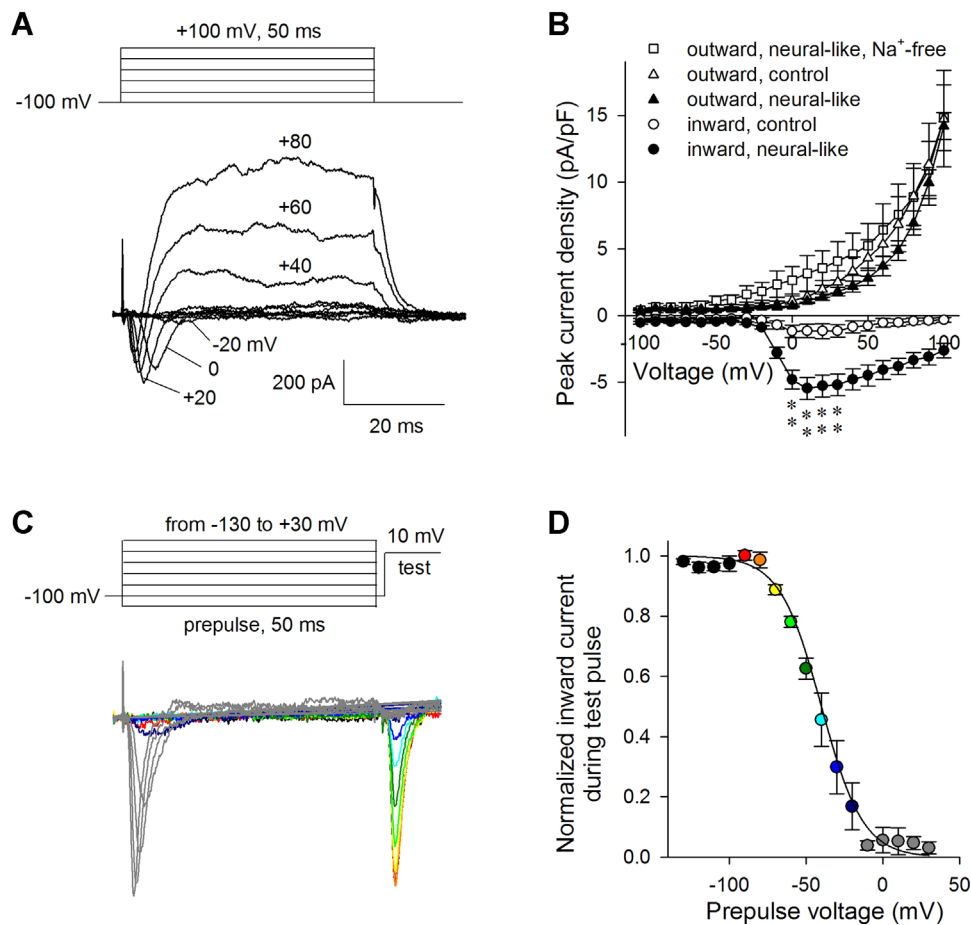 A
+100 mV, 50 ms
-100 mV
+80
+60
+40
-20 mV
0
+20
200 pA
20 ms
B
outward, neural-like, Na⁺-free
outward, control
outward, neural-like
inward, control
inward, neural-like
Peak current density (pA/pF)
15
10
5
0
-5
-100 -50 0 50 100
Voltage (mV)
** ** ** **
C
from -130 to +30 mV
10 mV
test
-100 mV
prepulse, 50 ms
D
Normalized inward current
during test pulse
1.0
0.8
0.6
0.4
0.2
0.0
-100 -50 0 50
Prepulse voltage (mV)